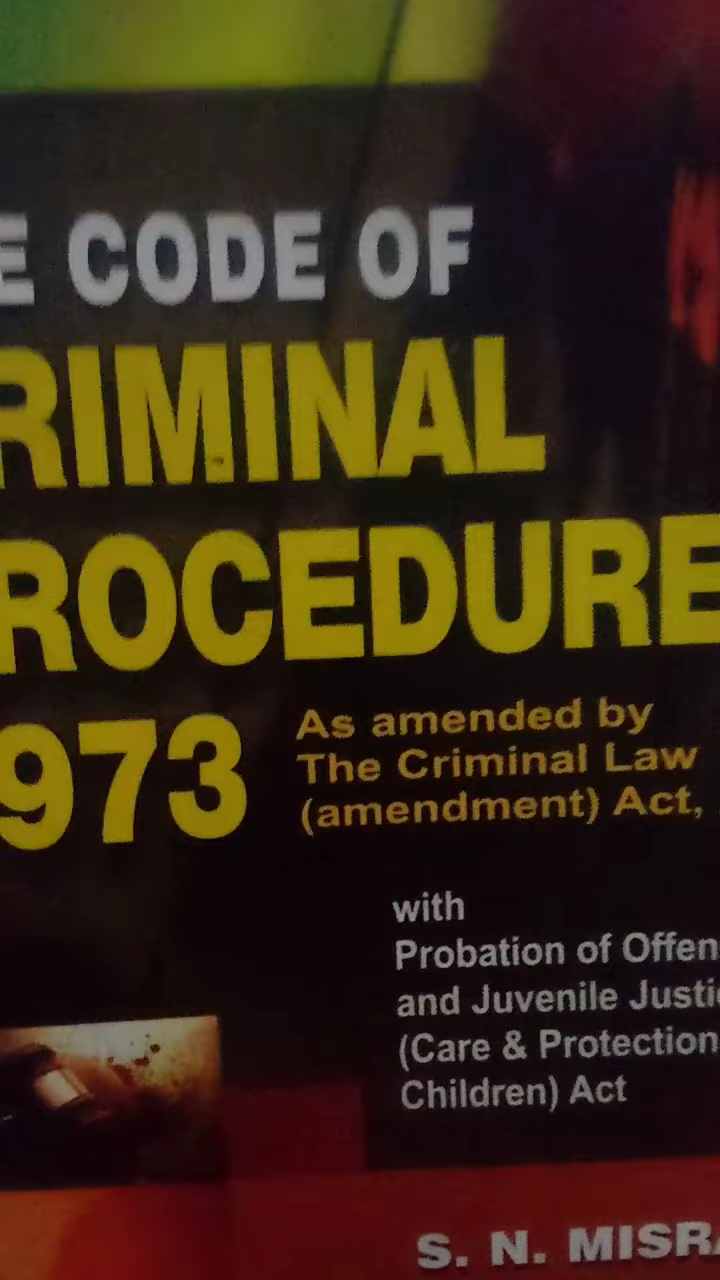 E CODE OF
RIMINAL
ROCEDURE
973
As amended by
The Criminal Law
(amendment) Act,
with
Probation of Offen
and Juvenile Justi
(Care & Protection
Children) Act
S. N. MISRA